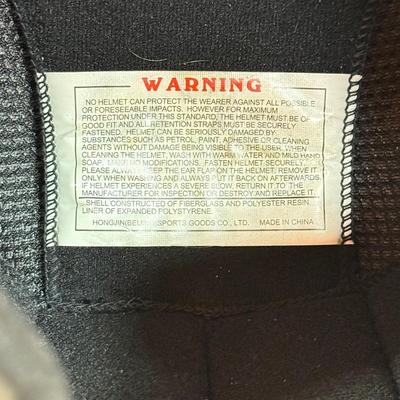 WARNING
NO HELMET CAN PROTECT THE WEARER AGAINST ALL POSSIBLE
OR FORESEEABLE IMPACTS. HOWEVER FOR MAXIMUM
PROTECTION UNDER THIS STANDARD, THE HELMET MUST BE OF
GOOD FIT AND ALL RETENTION STRAPS MUST BE SECURELY
FASTENED. HELMET CAN BE SERIOUSLY DAMAGED BY
SUBSTANCES SUCH AS PETROL, PAINT, ADHESIVE OR CLEANING
AGENTS WITHOUT DAMAGE BEING VISIBLE TO THE USER. WHEN
CLEANING THE HELMET, WASH WITH WARM WATER AND MILD HAND
SOAP. MAKE NO MODIFICATIONS. FASTEN HELMET SECURELY.
PLEASE ALWAYS KEEP THE EAR FLAP ON THE HELMET, REMOVE IT
ONLY WHEN WASHING AND ALWAYS PUT IT BACK ON AFTERWARDS.
IF HELMET EXPERIENCES A SEVERE BLOW, RETURN IT TO THE
MANUFACTURER FOR INSPECTION OR DESTROY AND REPLACE IT.
SHELL CONSTRUCTED OF FIBERGLASS AND POLYESTER RESIN,
LINER OF EXPANDED POLYSTYRENE.
HONGJIN(BEIJING)SPORTS GOODS CO., LTD. MADE IN CHINA